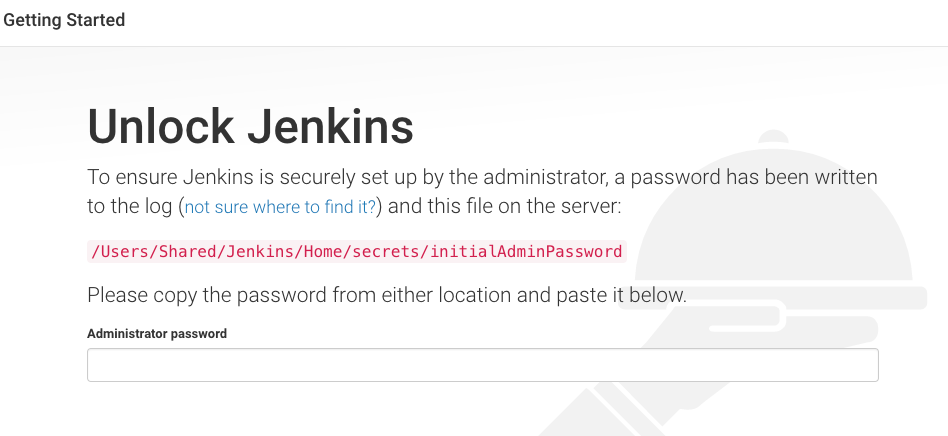 Getting Started
Unlock Jenkins
To ensure Jenkins is securely set up by the administrator, a password has been written
to the log (not sure where to find it?) and this file on the server:
/Users/Shared/Jenkins/Home/secrets/initialAdminPassword
Please copy the password from either location and paste it below.
Administrator password